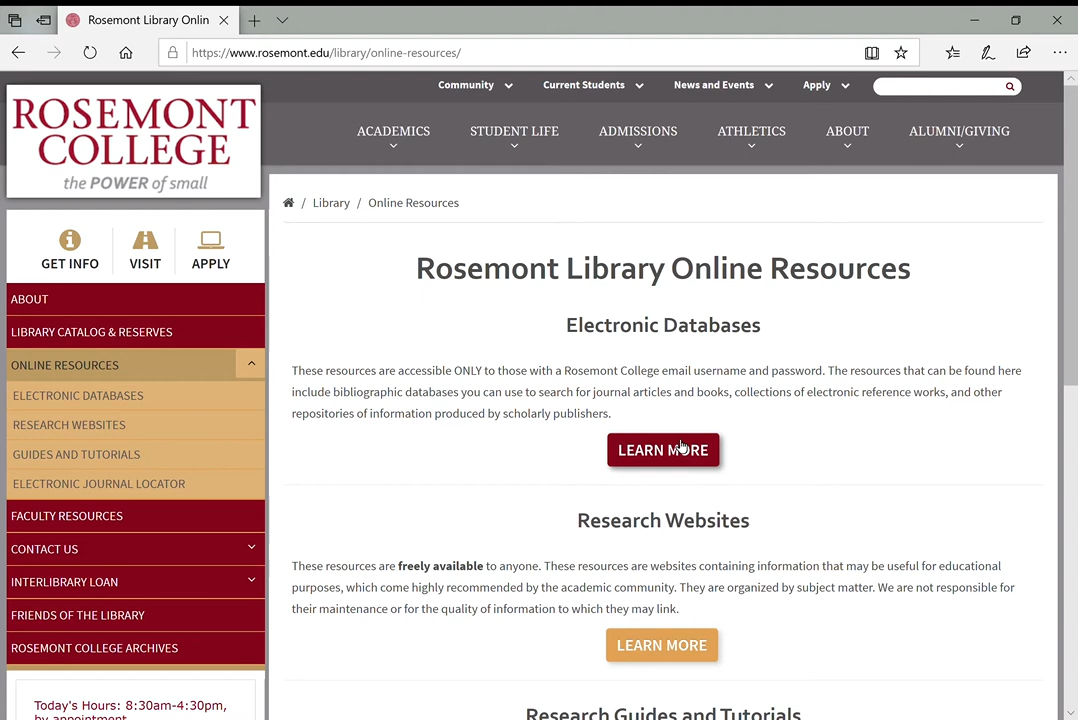 Rosemont Library Onlin
https://www.rosemont.edu/library/online-resources/
Community
Current Students
News and Events
Apply
ROSEMONT
COLLEGE
the POWER of small
ACADEMICS
STUDENT LIFE
ADMISSIONS
ATHLETICS
ABOUT
ALUMNI/GIVING
/ Library / Online Resources
GET INFO
VISIT
APPLY
ABOUT
LIBRARY CATALOG & RESERVES
ONLINE RESOURCES
ELECTRONIC DATABASES
RESEARCH WEBSITES
GUIDES AND TUTORIALS
ELECTRONIC JOURNAL LOCATOR
FACULTY RESOURCES
CONTACT US
INTERLIBRARY LOAN
FRIENDS OF THE LIBRARY
ROSEMONT COLLEGE ARCHIVES
Today's Hours: 8:30am-4:30pm,
by appointment
Rosemont Library Online Resources
Electronic Databases
These resources are accessible ONLY to those with a Rosemont College email username and password. The resources that can be found here
include bibliographic databases you can use to search for journal articles and books, collections of electronic reference works, and other
repositories of information produced by scholarly publishers.
LEARN MORE
Research Websites
These resources are freely available to anyone. These resources are websites containing information that may be useful for educational
purposes, which come highly recommended by the academic community. They are organized by subject matter. We are not responsible for
their maintenance or for the quality of information to which they may link.
LEARN MORE
Research Guides and Tutorials